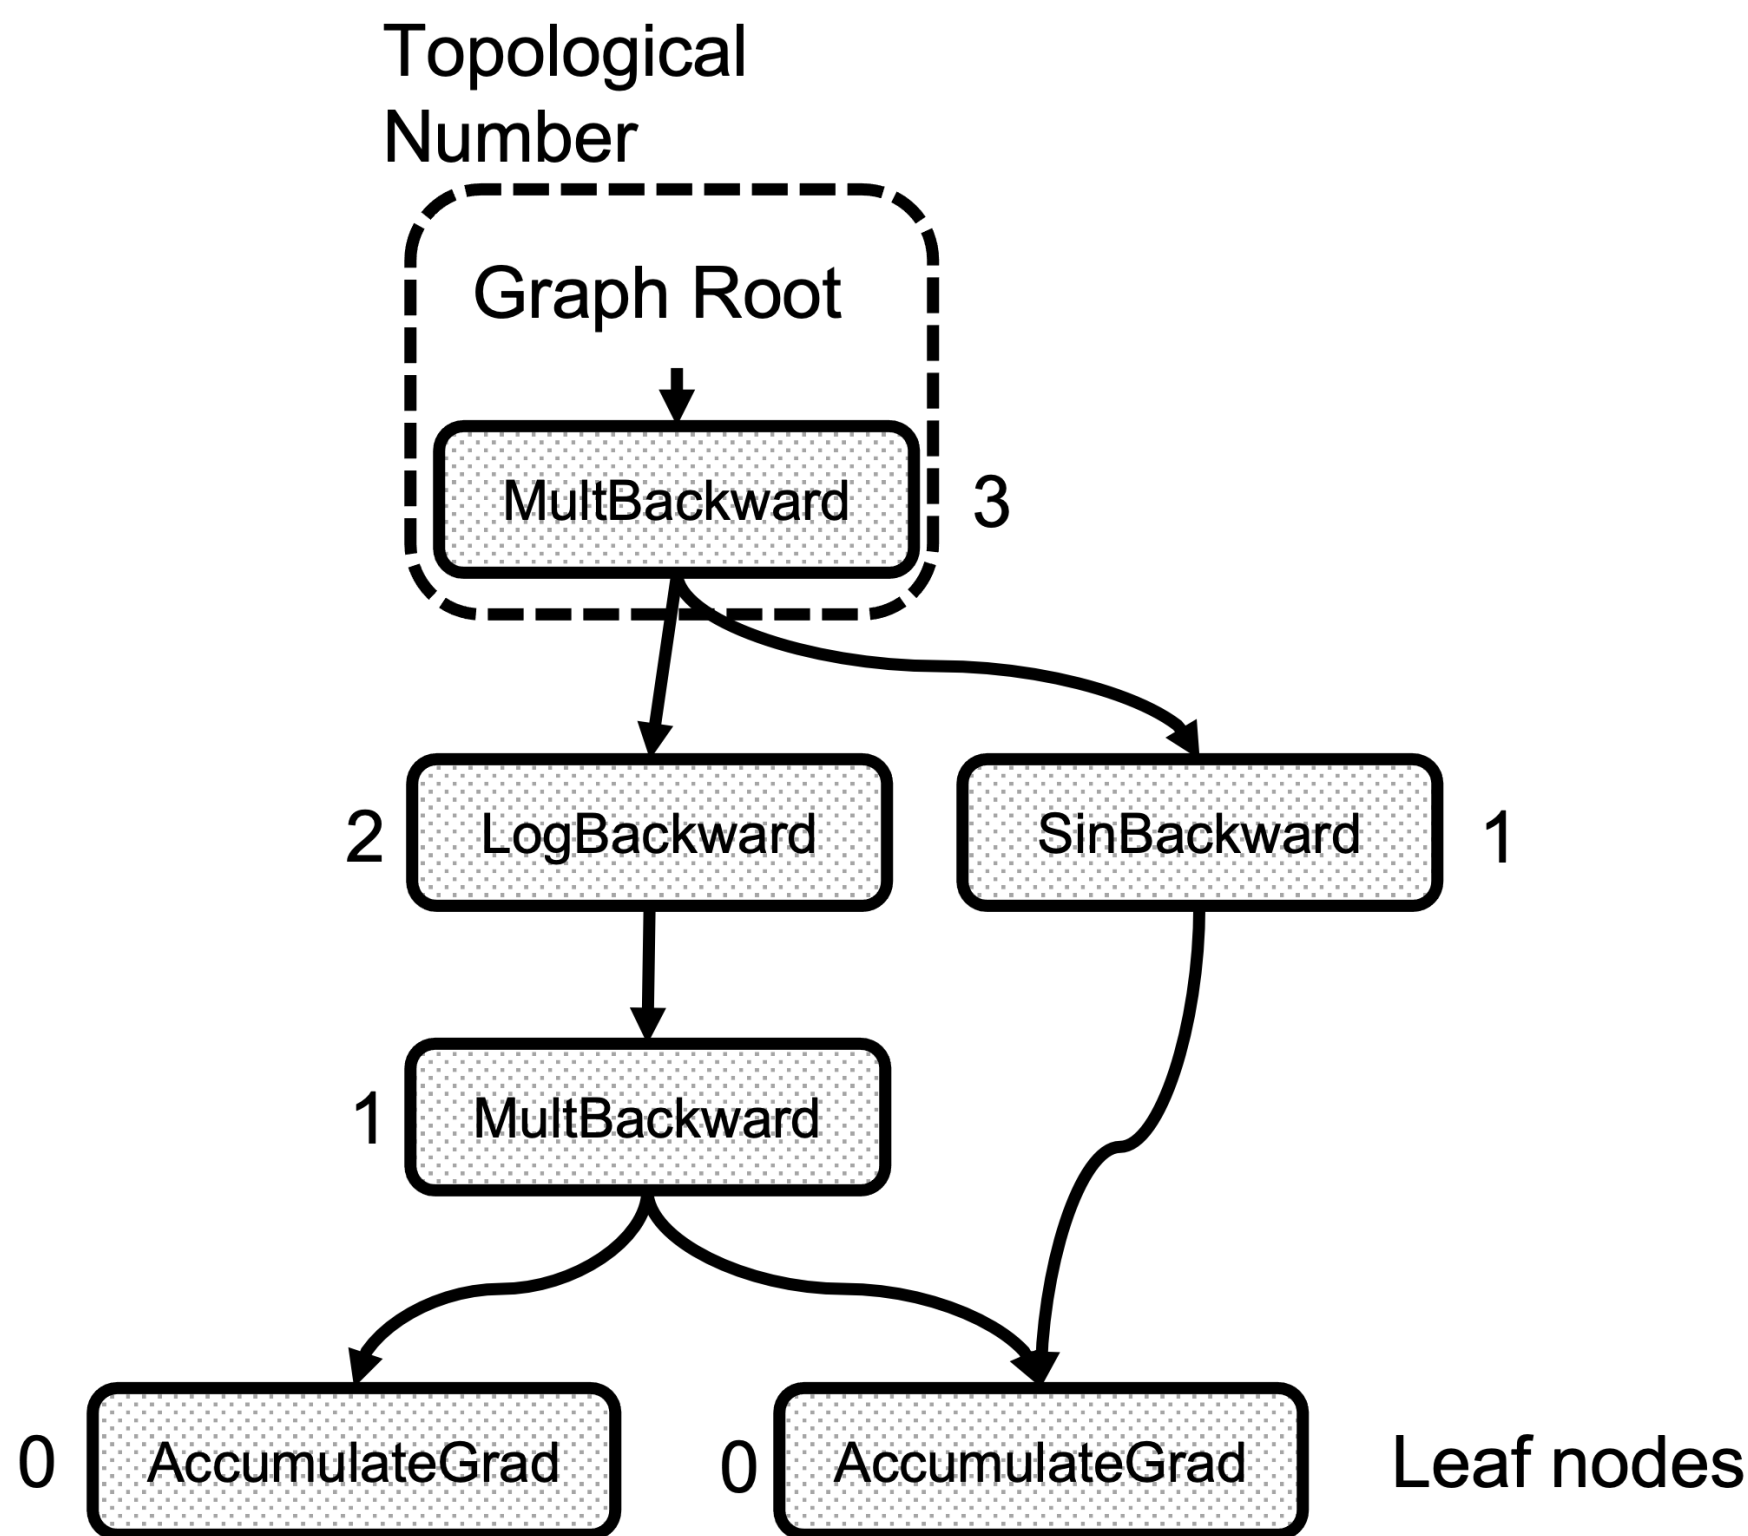 Topological
Number
Graph Root
MultBackward
3
2
LogBackward
SinBackward
1
1
MultBackward
0
AccumulateGrad
0
AccumulateGrad
Leaf nodes